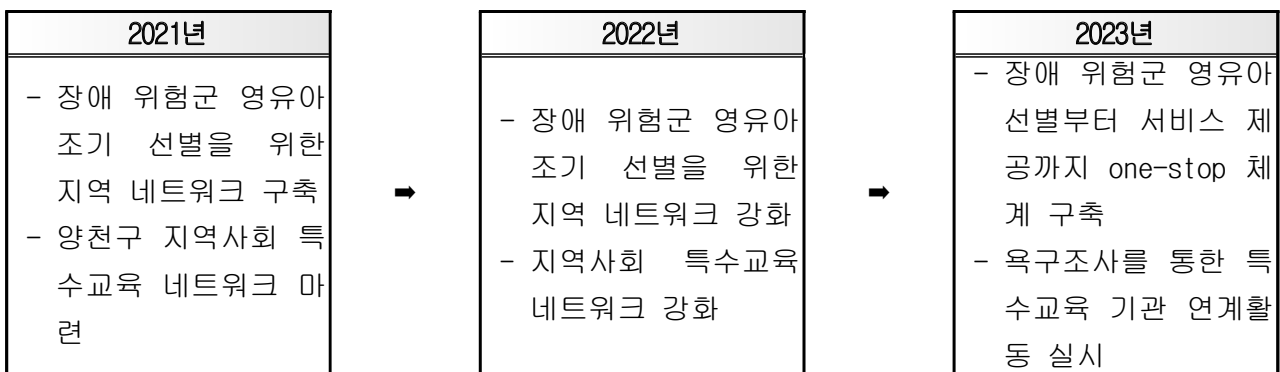 2021년
- 장애 위험군 영유아
조기 선별을 위한
지역 네트워크 구축
- 양천구 지역사회 특
수교육 네트워크 마
련
➡
2022년
- 장애 위험군 영유아
조기 선별을 위한
지역 네트워크 강화
- 지역사회 특수교육
네트워크 강화
➡
2023년
- 장애 위험군 영유아
선별부터 서비스 제
공까지 one-stop 체
계 구축
- 욕구조사를 통한 특
수교육 기관 연계활
동 실시